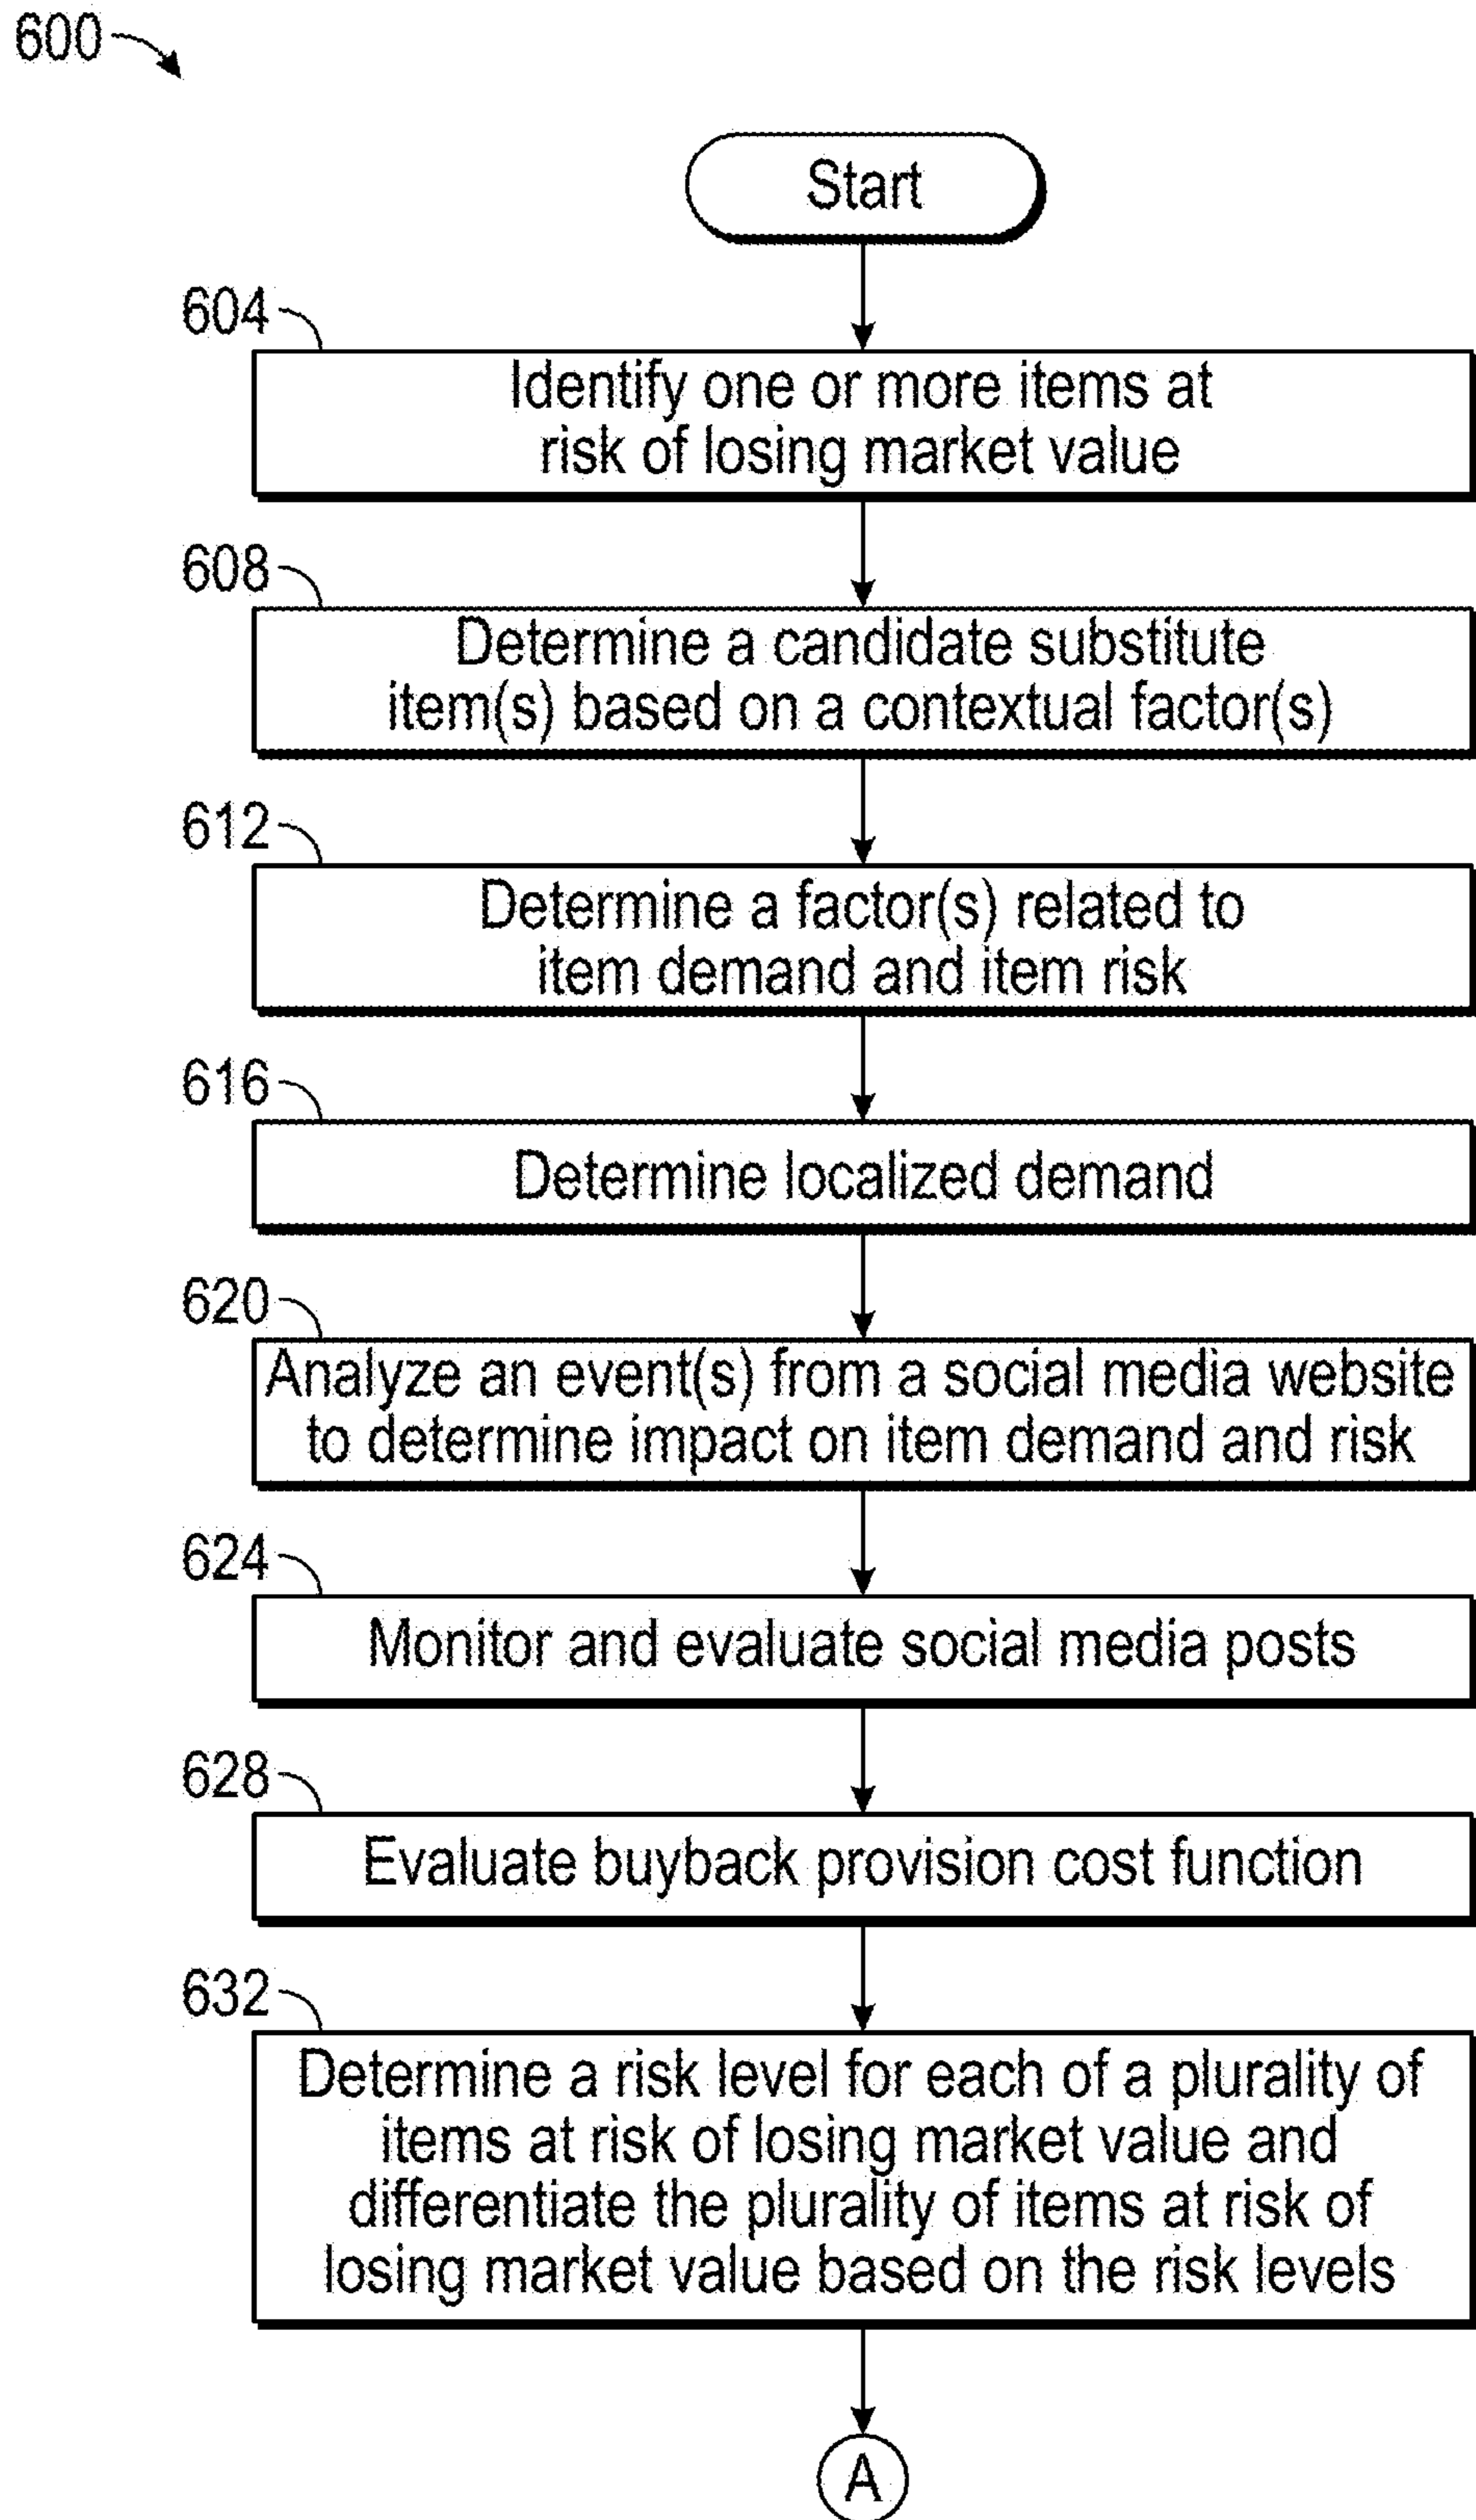 600
Start
604
Identify one or more items at
risk of losing market value
608
Determine a candidate substitute
item(s) based on a contextual factor(s)
612
Determine a factor(s) related to
item demand and item risk
616
Determine localized demand
620
Analyze an event(s) from a social media website
to determine impact on item demand and risk
624
Monitor and evaluate social media posts
628
Evaluate buyback provision cost function
632
Determine a risk level for each of a plurality of
items at risk of losing market value and
differentiate the plurality of items at risk of
losing market value based on the risk levels
A